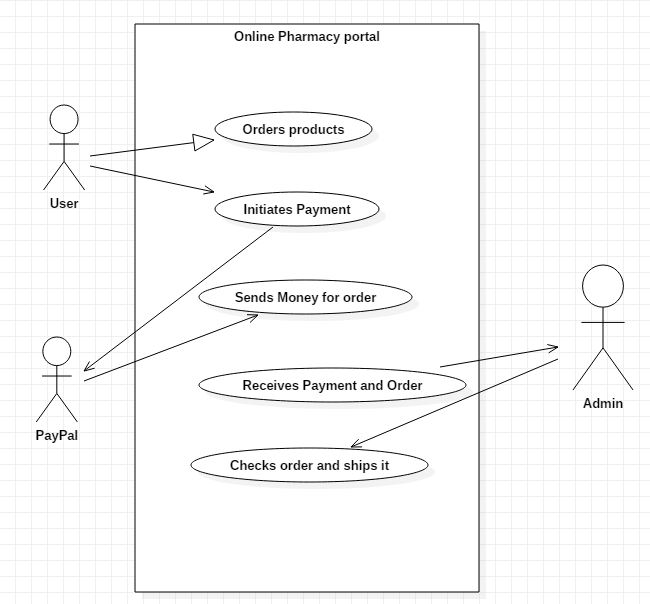 Online Pharmacy portal
Orders products
User
Initiates Payment
Sends Money for order
PayPal
Receives Payment and Order
Admin
Checks order and ships it